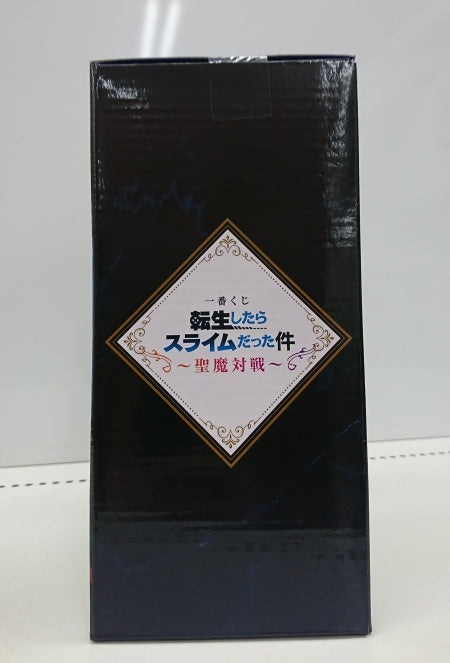 一番くじ
転生したら
スライムだった件
～聖魔対戦～